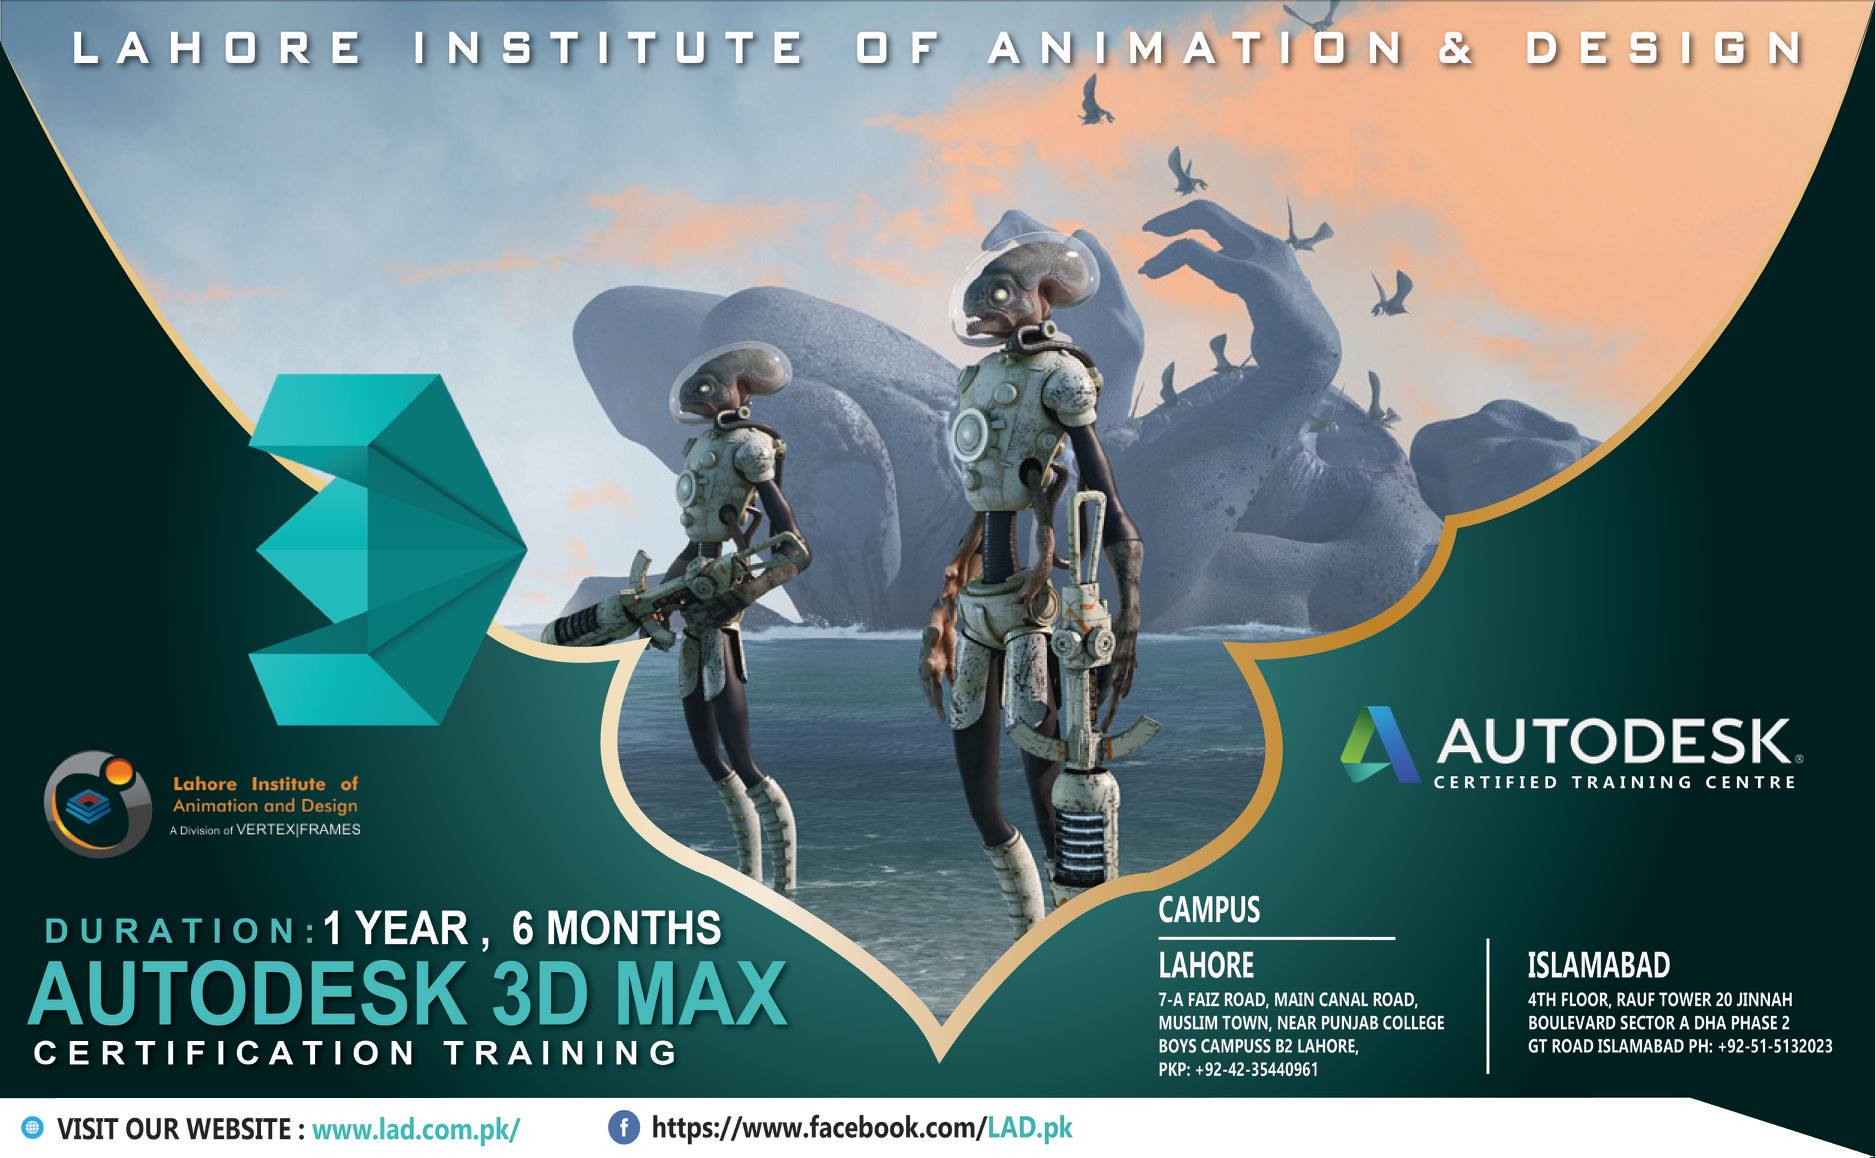 LAHORE INSTITUTE OF ANIMATION & DESIGN
AUTODESK®
CERTIFIED TRAINING CENTRE
Lahore Institute of
Animation and Design
A Division of VERTEX|FRAMES
DURATION: 1 YEAR , 6 MONTHS
AUTODESK 3D MAX
CERTIFICATION TRAINING
CAMPUS
LAHORE
7-A FAIZ ROAD, MAIN CANAL ROAD,
MUSLIM TOWN, NEAR PUNJAB COLLEGE
BOYS CAMPUSS B2 LAHORE,
PKP: +92-42-35440961
ISLAMABAD
4TH FLOOR, RAUF TOWER 20 JINNAH
BOULEVARD SECTOR A DHA PHASE 2
GT ROAD ISLAMABAD PH: +92-51-5132023
VISIT OUR WEBSITE : www.lad.com.pk/
https://www.facebook.com/LAD.pk